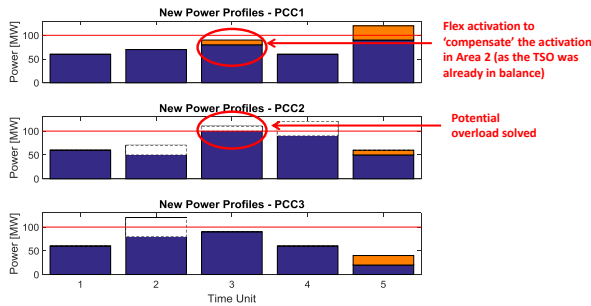 New Power Profiles - PCC1
Power [MW]
100
50
0
Flex activation to
'compensate' the activation
in Area 2 (as the TSO was
already in balance)
New Power Profiles - PCC2
Power [MW]
100
50
0
Potential
overload solved
New Power Profiles - PCC3
Power [MW]
100
50
0
1 2 3 4 5
Time Unit